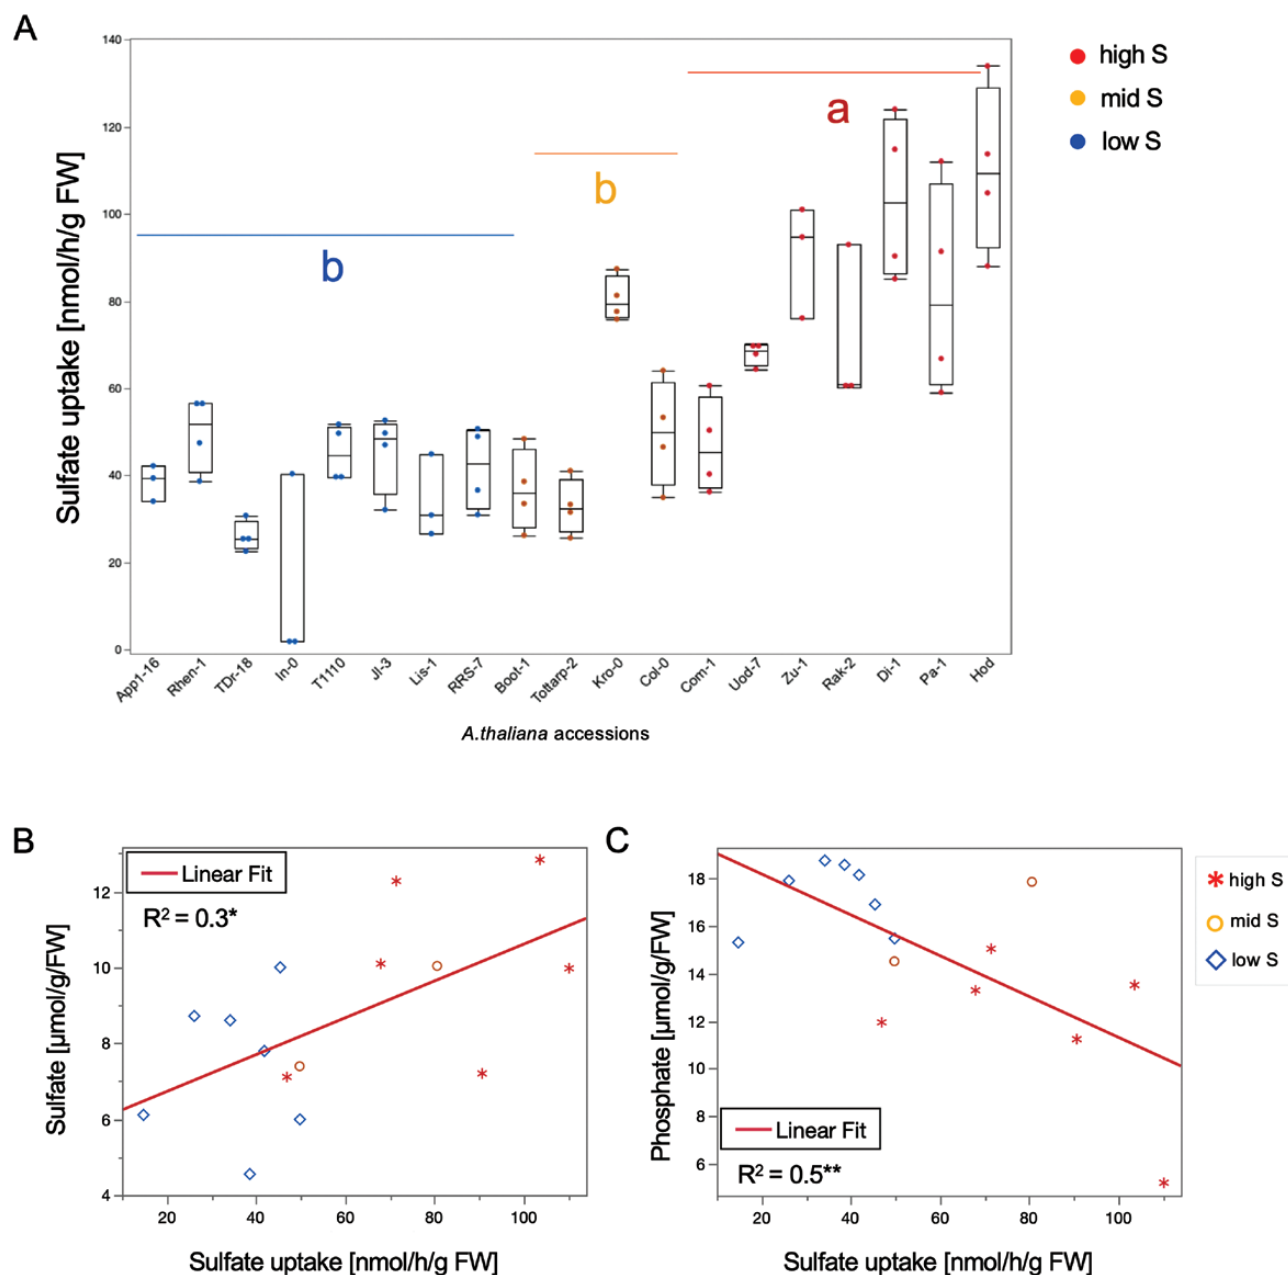 A
high S
mid S
low S
Sulfate uptake [nmol/h/g FW]
140
120
100
80
60
40
20
0
a
b
b
App1-16
Rhen-1
TDr-18
In-0
T1110
JI-3
Lis-1
RRS-7
Boot-1
Tottarp-2
Kro-0
Col-0
Com-1
Uod-7
Zu-1
Rak-2
Di-1
Pa-1
Hod
A.thaliana accessions
B
Linear Fit
R² = 0.3*
Sulfate [µmol/g/FW]
12
10
8
6
4
20
40
60
80
100
Sulfate uptake [nmol/h/g FW]
C
Phosphate [µmol/g/FW]
18
16
14
12
10
8
6
Linear Fit
R² = 0.5**
20
40
60
80
100
Sulfate uptake [nmol/h/g FW]
high S
mid S
low S